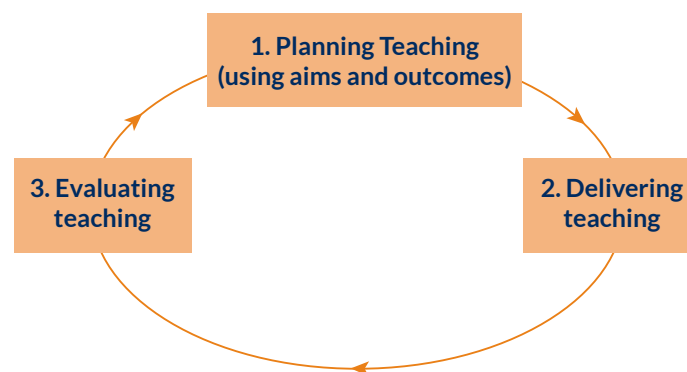 1. Planning Teaching
(using aims and outcomes)
2. Delivering
teaching
3. Evaluating
teaching